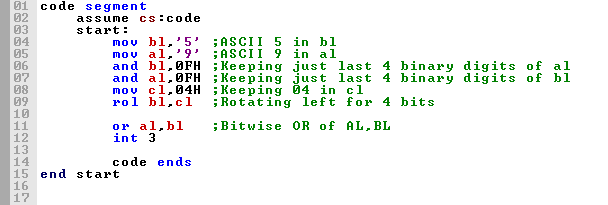 01 code segment
02 assume cs:code
03 start:
04 mov bl,'5' ;ASCII 5 in bl
05 mov al,'9' ;ASCII 9 in al
06 and bl,0FH ;Keeping just last 4 binary digits of al
07 and al,0FH ;Keeping just last 4 binary digits of bl
08 mov cl,04H ;Keeping 04 in cl
09 rol bl,cl ;Rotating left for 4 bits
10
11 or al,bl ;Bitwise OR of AL,BL
12 int 3
13
14 code ends
15 end start
16
17